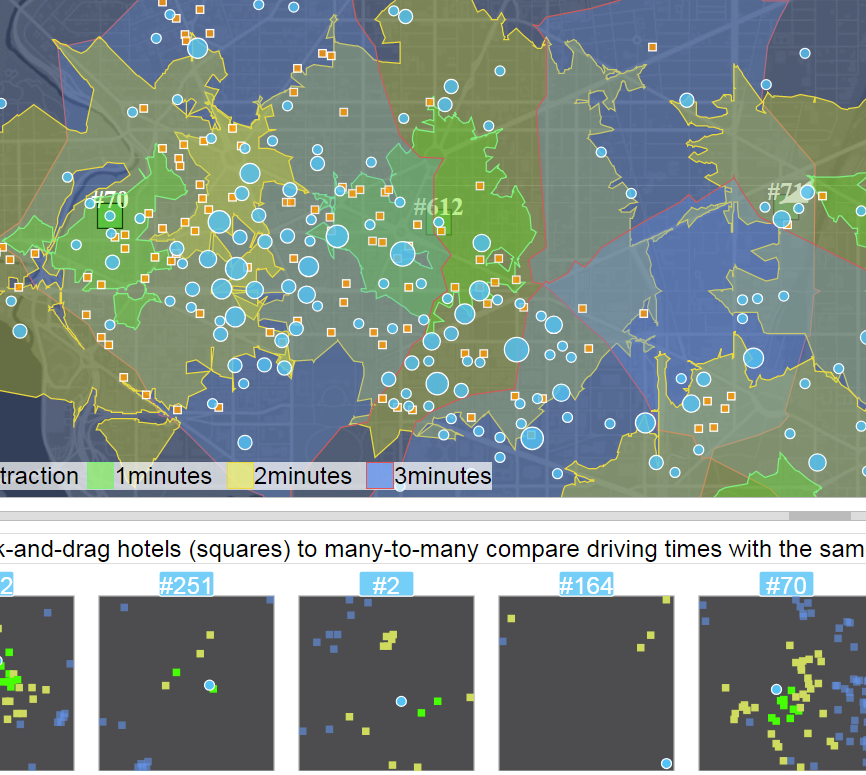 #70
#612
#71
traction 1minutes 2minutes 3minutes
k-and-drag hotels (squares) to many-to-many compare driving times with the sam
2 #251 #2 #164 #70